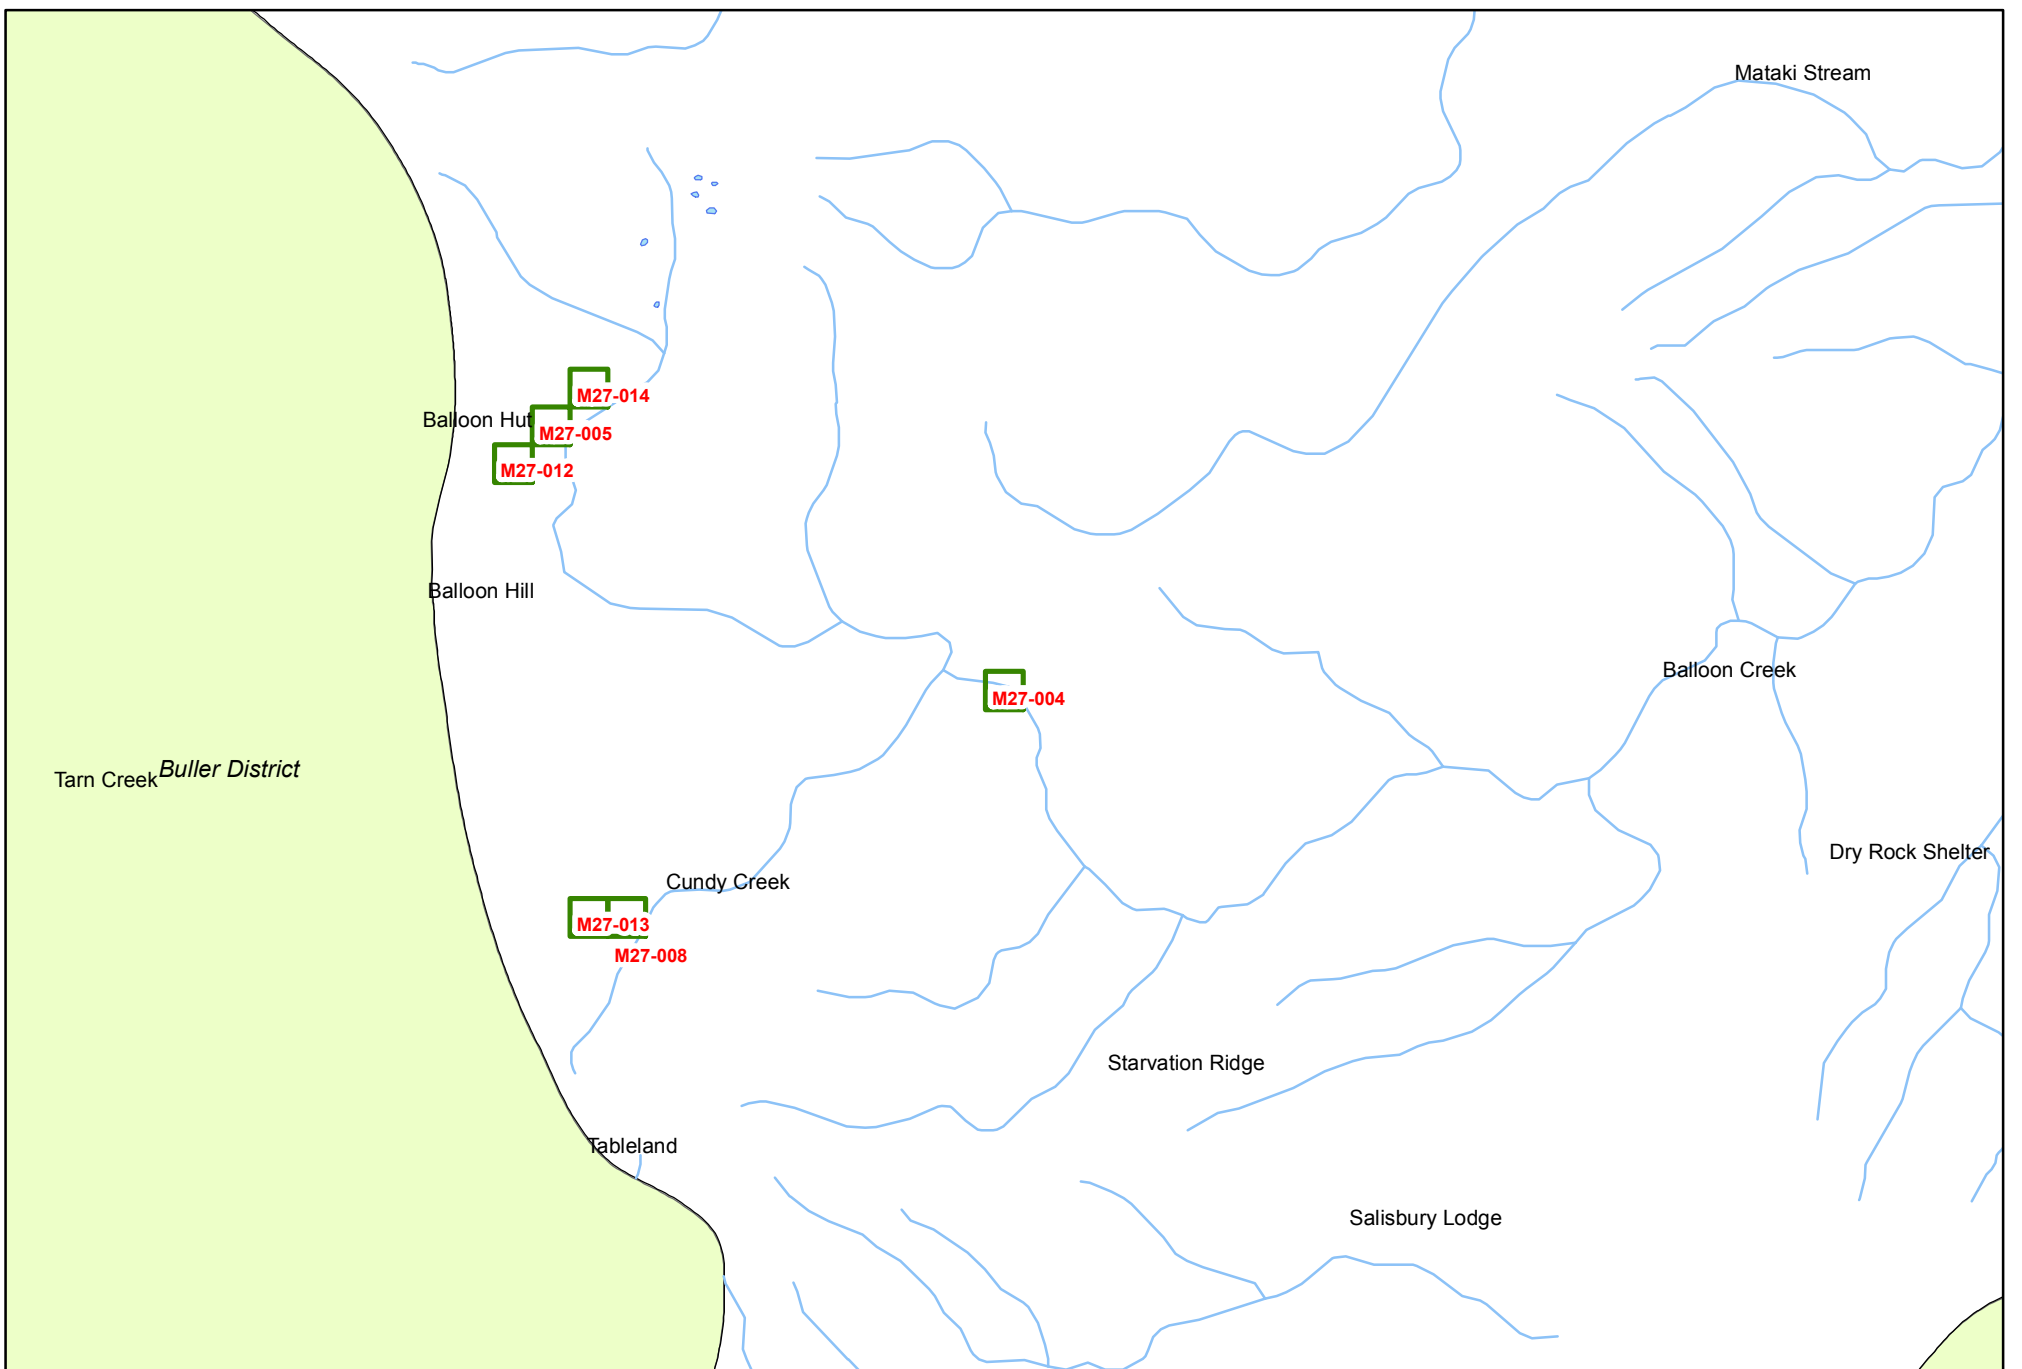 Mataki Stream
M27-014
Balloon Hut
M27-005
M27-012
Balloon Hill
Balloon Creek
M27-004
Tarn Creek
Buller District
Dry Rock Shelter
Cundy Creek
M27-013
M27-008
Starvation Ridge
Tableland
Salisbury Lodge